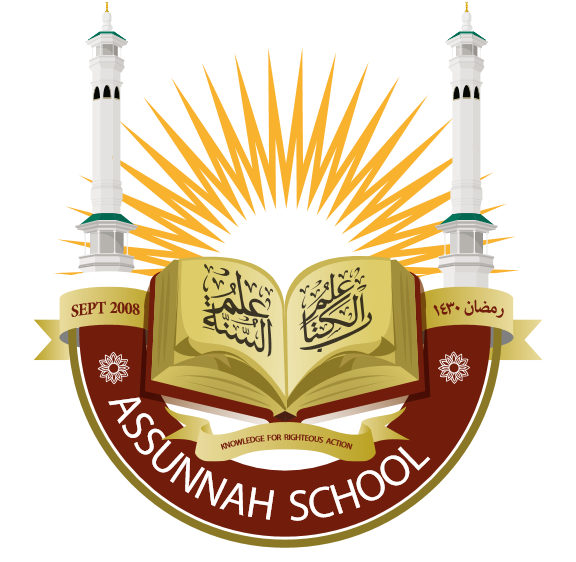 SEPT 2008
رمضان ١٤٣٠
علم السنة
علم الكتاب
KNOWLEDGE FOR RIGHTEOUS ACTION
ASSUNNAH SCHOOL